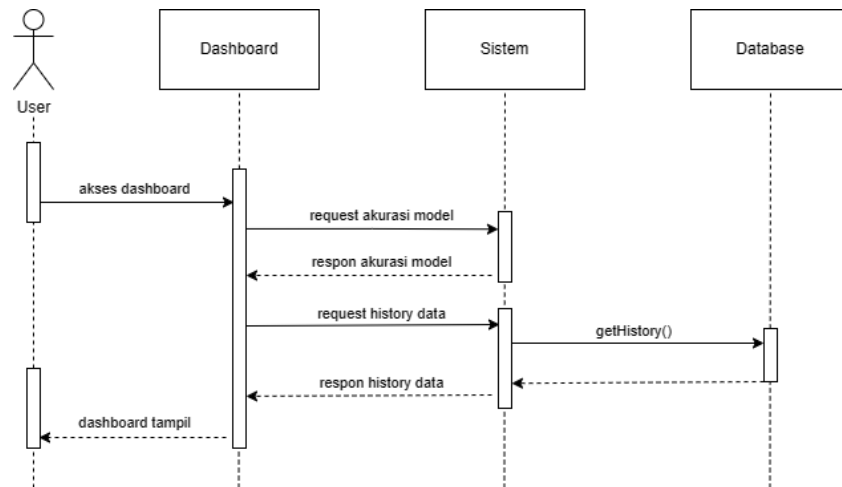 Dashboard
Sistem
Database
User
akses dashboard
request akurasi model
respon akurasi model
request history data
getHistory()
respon history data
dashboard tampil